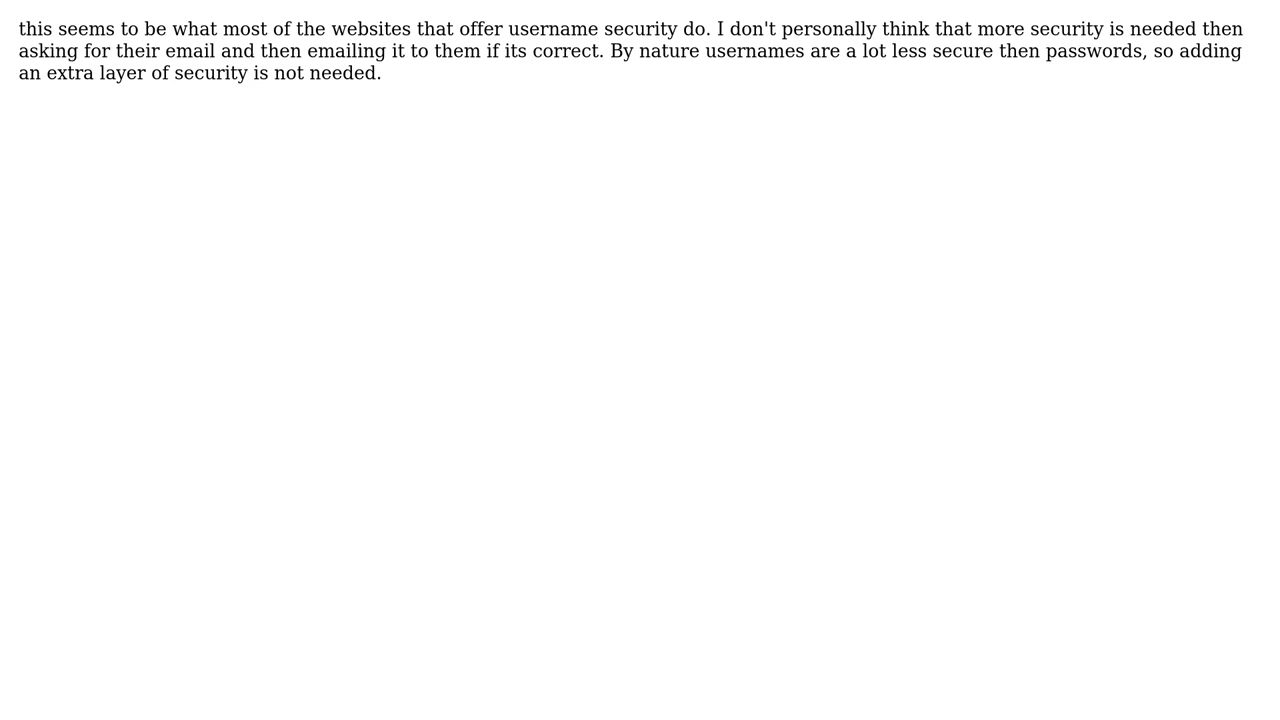 this seems to be what most of the websites that offer username security do. I don't personally think that more security is needed then
asking for their email and then emailing it to them if its correct. By nature usernames are a lot less secure then passwords, so adding
an extra layer of security is not needed.